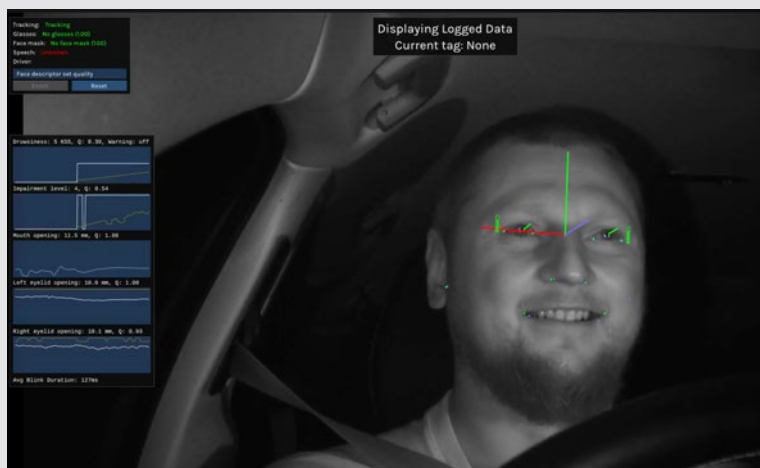 Tracking: Tracking
Glasses: No glasses (1.00)
Face mask: No face mask (1.00)
Speech: Unknown
Driver:
Face descriptor set quality
Reset
Displaying Logged Data
Current tag: None
Drowsiness: 5 KSS, Q: 0.39, Warning: off
Impairment level: 4, Q: 0.54
Mouth opening: 11.5 mm, Q: 1.00
Left eyelid opening: 10.9 mm, Q: 1.00
Right eyelid opening: 10.1 mm, Q: 0.99
Avg Blink Duration: 127ms